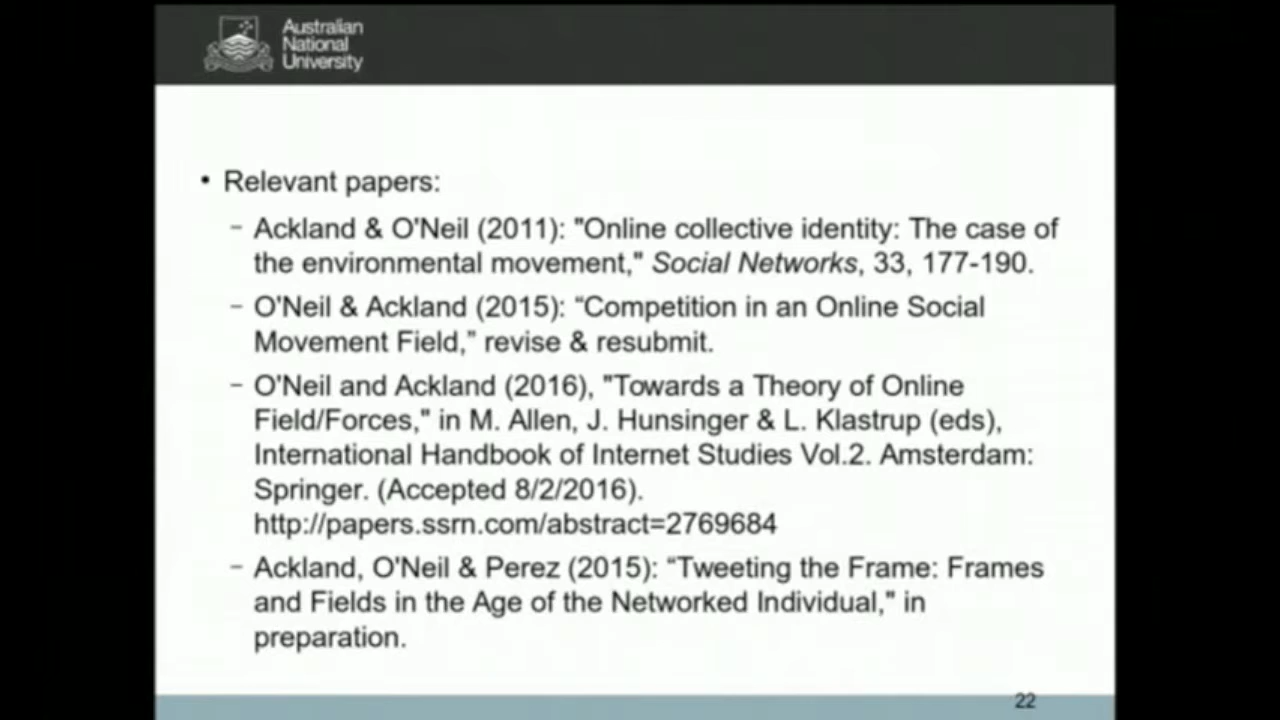 Australian
National
University
• Relevant papers:
– Ackland & O'Neil (2011): "Online collective identity: The case of
the environmental movement," Social Networks, 33, 177-190.
– O'Neil & Ackland (2015): “Competition in an Online Social
Movement Field,” revise & resubmit.
– O'Neil and Ackland (2016), "Towards a Theory of Online
Field/Forces," in M. Allen, J. Hunsinger & L. Klastrup (eds),
International Handbook of Internet Studies Vol.2. Amsterdam:
Springer. (Accepted 8/2/2016).
http://papers.ssrn.com/abstract=2769684
– Ackland, O'Neil & Perez (2015): “Tweeting the Frame: Frames
and Fields in the Age of the Networked Individual," in
preparation.
22